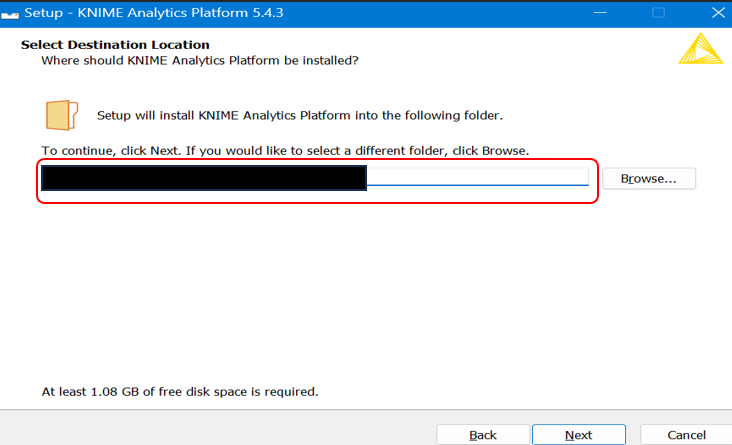 Setup - KNIME Analytics Platform 5.4.3
Select Destination Location
Where should KNIME Analytics Platform be installed?
Setup will install KNIME Analytics Platform into the following folder.
To continue, click Next. If you would like to select a different folder, click Browse.
Browse...
At least 1.08 GB of free disk space is required.
Back Next Cancel